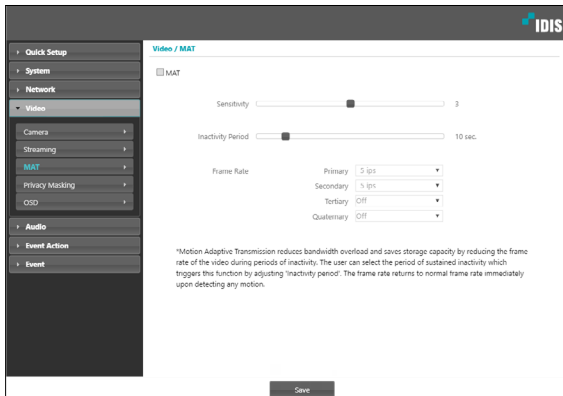 IDIS
Quick Setup
System
Network
Video
Camera
Streaming
MAT
Privacy Masking
OSD
Audio
Event Action
Event
Video / MAT
MAT
Sensitivity 3
Inactivity Period 10 sec.
Frame Rate Primary 5 ips
Secondary 5 ips
Tertiary Off
Quaternary Off
*Motion Adaptive Transmission reduces bandwidth overload and saves storage capacity by reducing the frame
rate of the video during periods of inactivity. The user can select the period of sustained inactivity which
triggers this function by adjusting 'Inactivity period'. The frame rate returns to normal frame rate immediately
upon detecting any motion.
Save